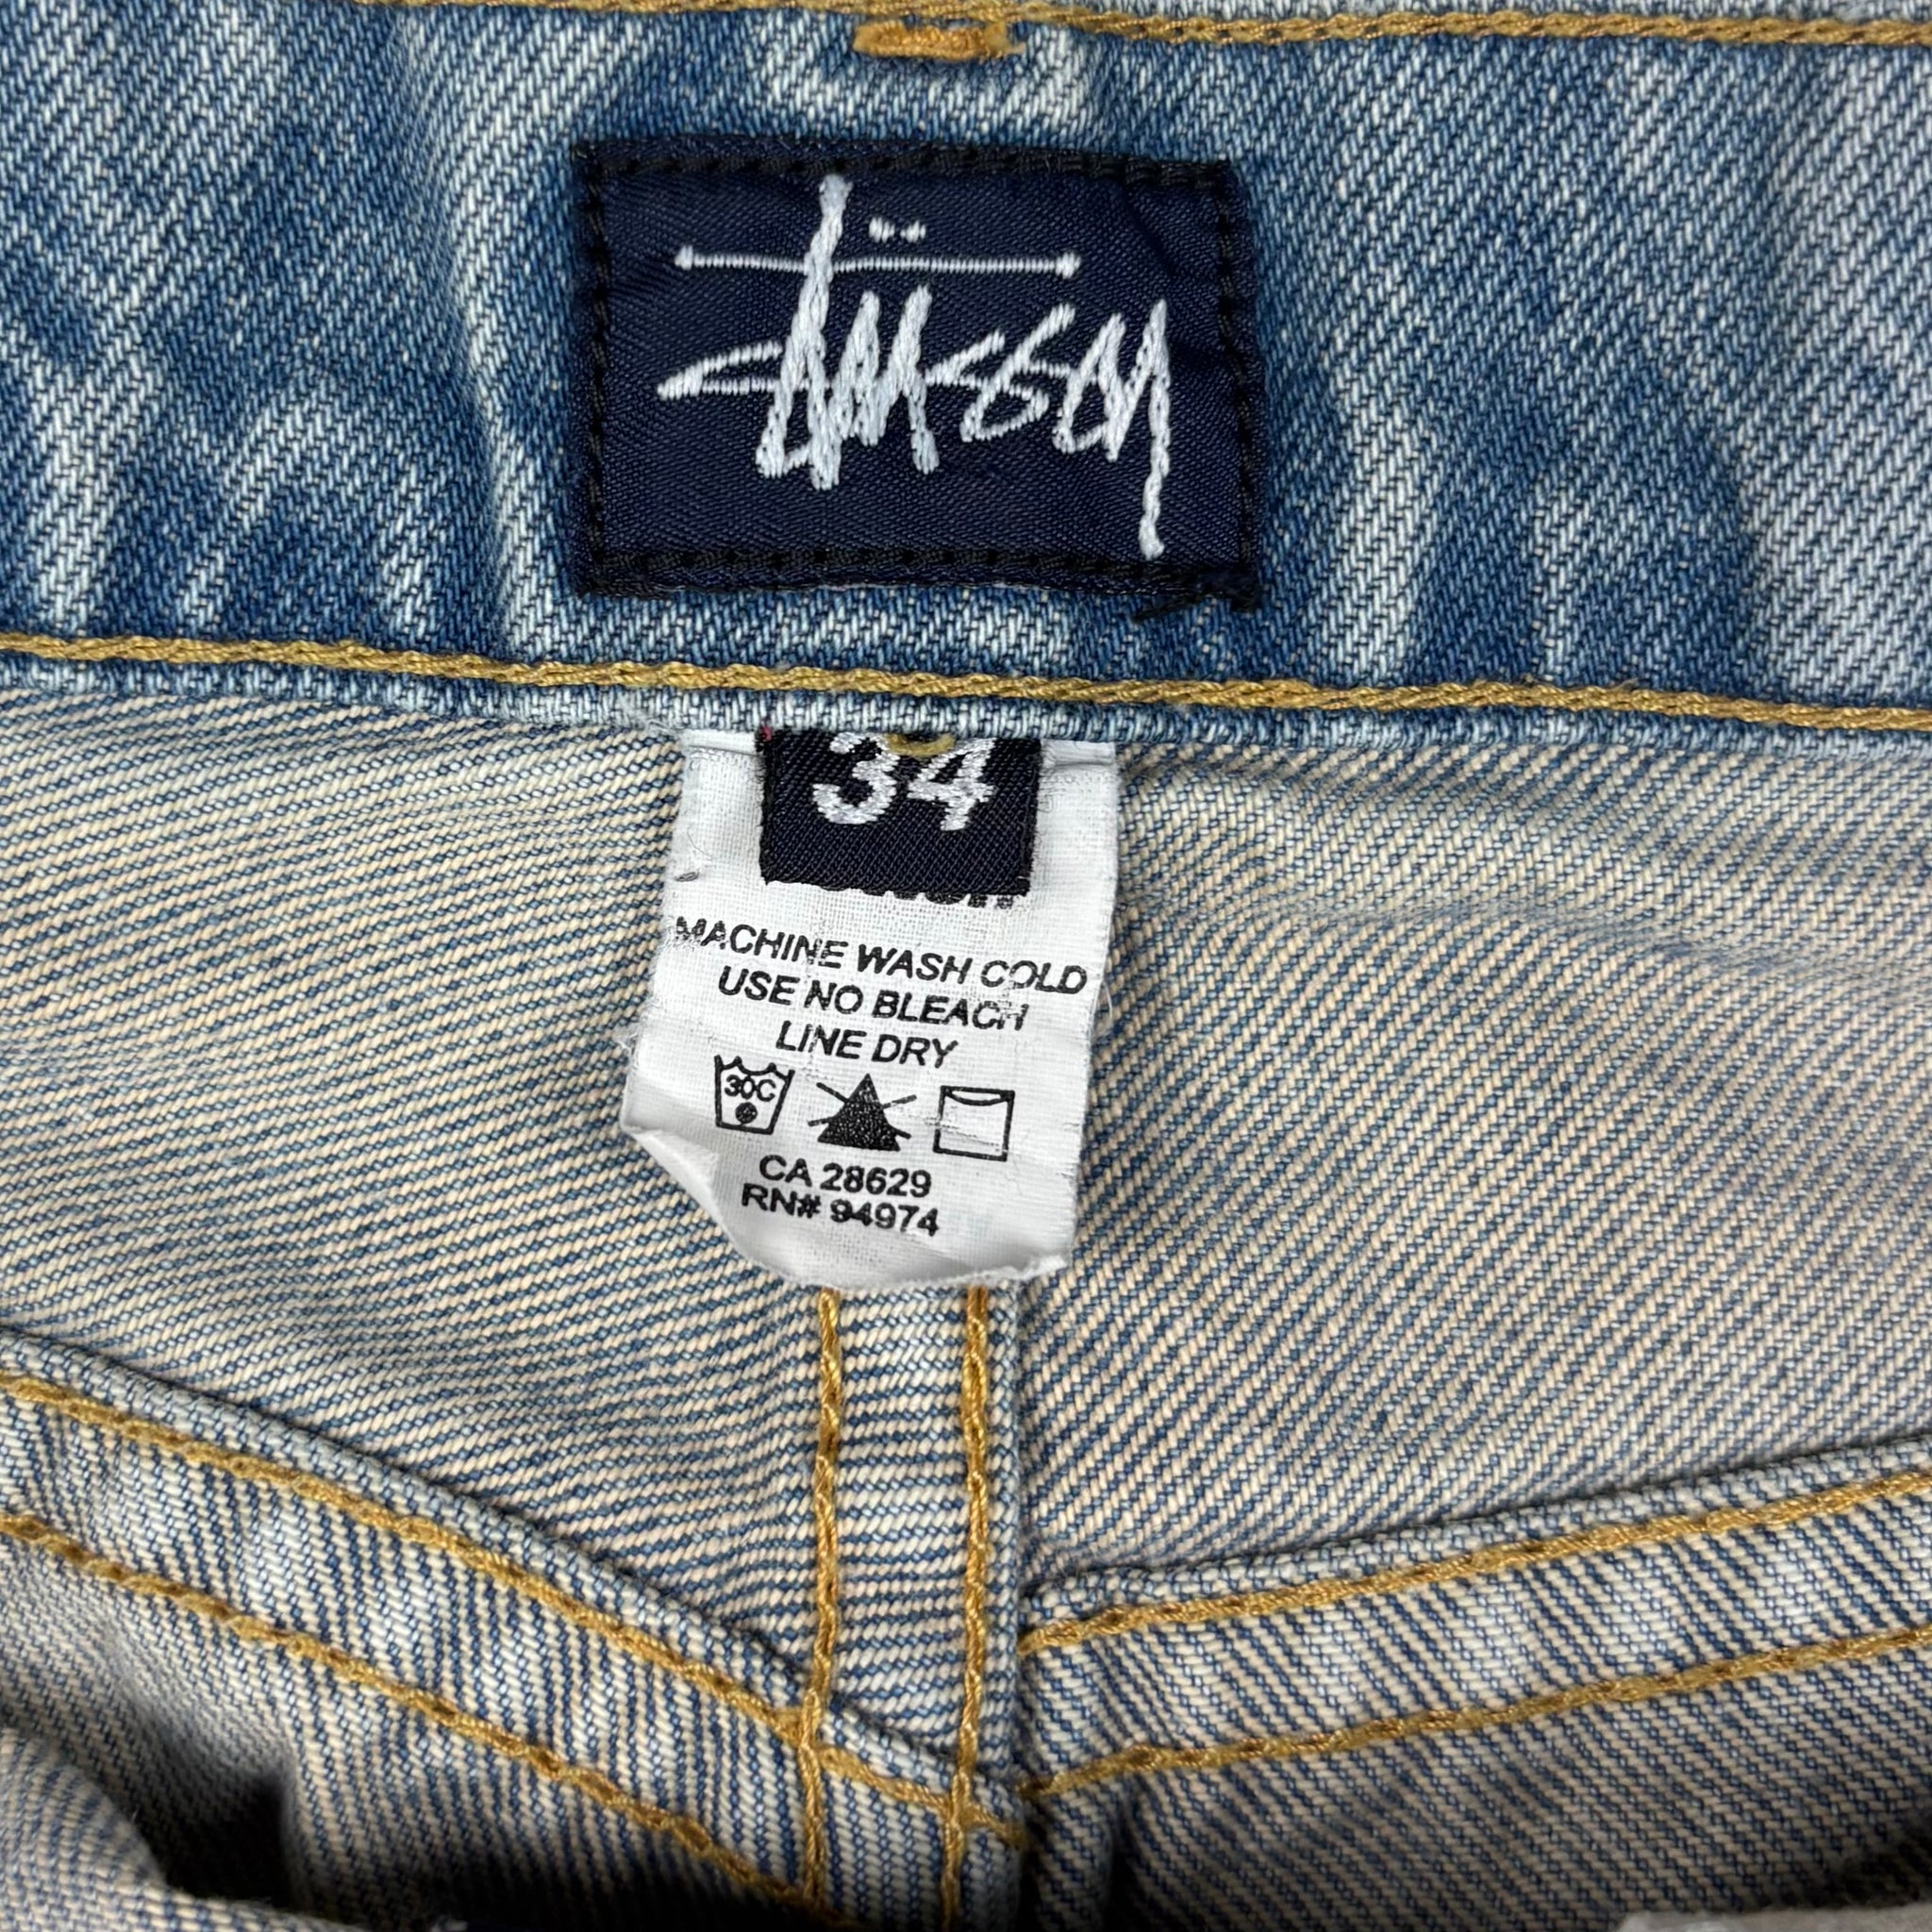 Stüssy
34
MACHINE WASH COLD
USE NO BLEACH
LINE DRY
30C
CA 28629
RN# 94974